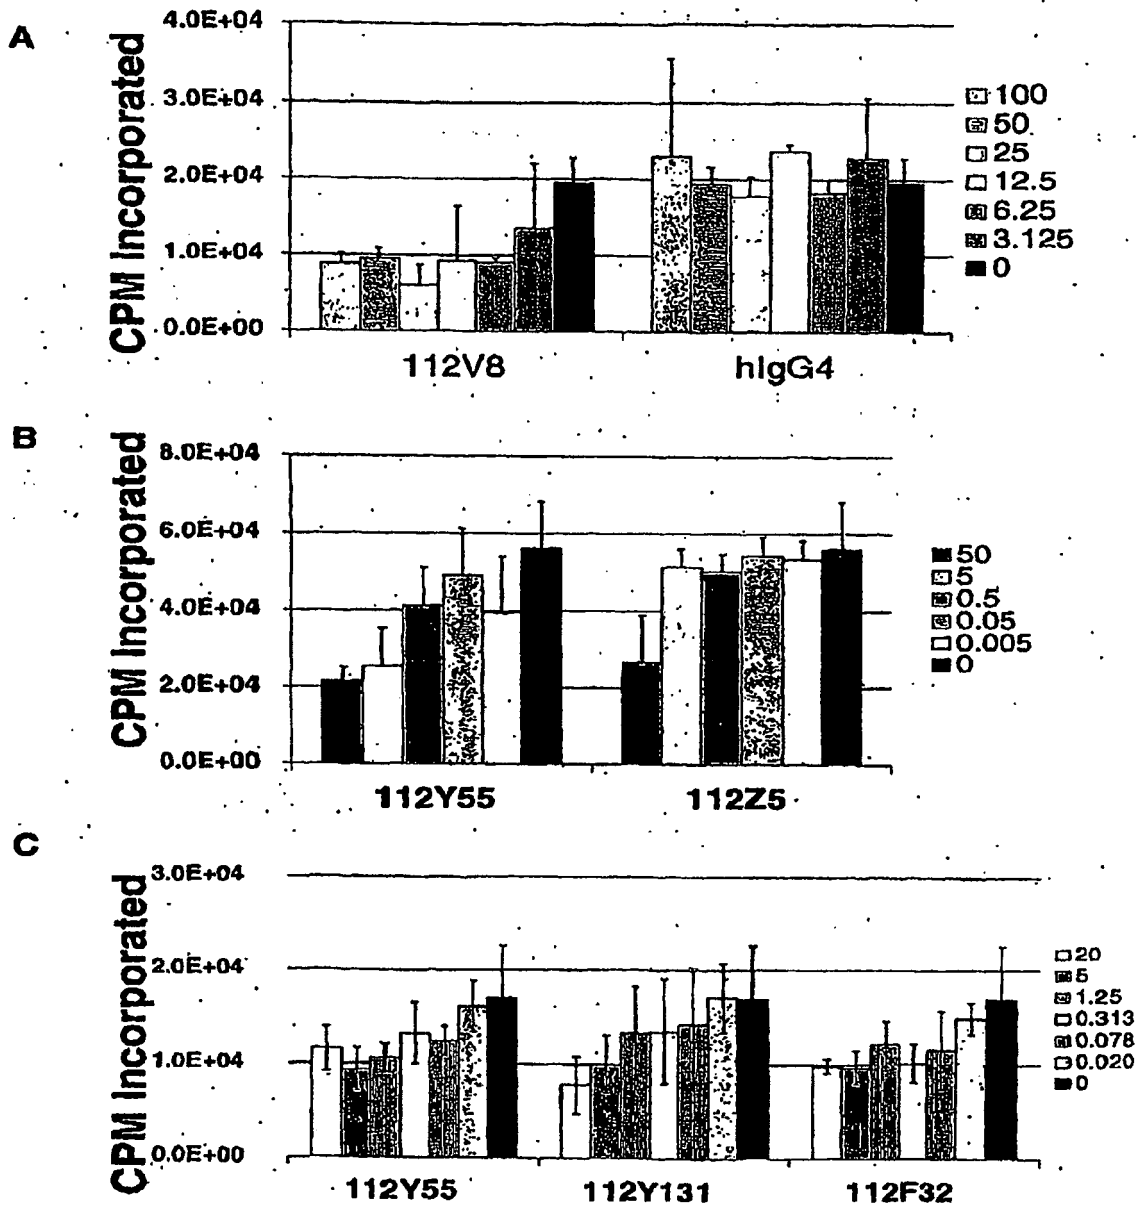 A
CPM Incorporated
4.0E+04
3.0E+04
2.0E+04
1.0E+04
0.0E+00
112V8
hIgG4
100
50
25
12.5
6.25
3.125
0
B
CPM Incorporated
8.0E+04
6.0E+04
4.0E+04
2.0E+04
0.0E+00
112Y55
112Z5
50
5
0.5
0.05
0.005
0
C
CPM Incorporated
3.0E+04
2.0E+04
1.0E+04
0.0E+00
112Y55
112Y131
112F32
20
5
1.25
0.313
0.078
0.020
0